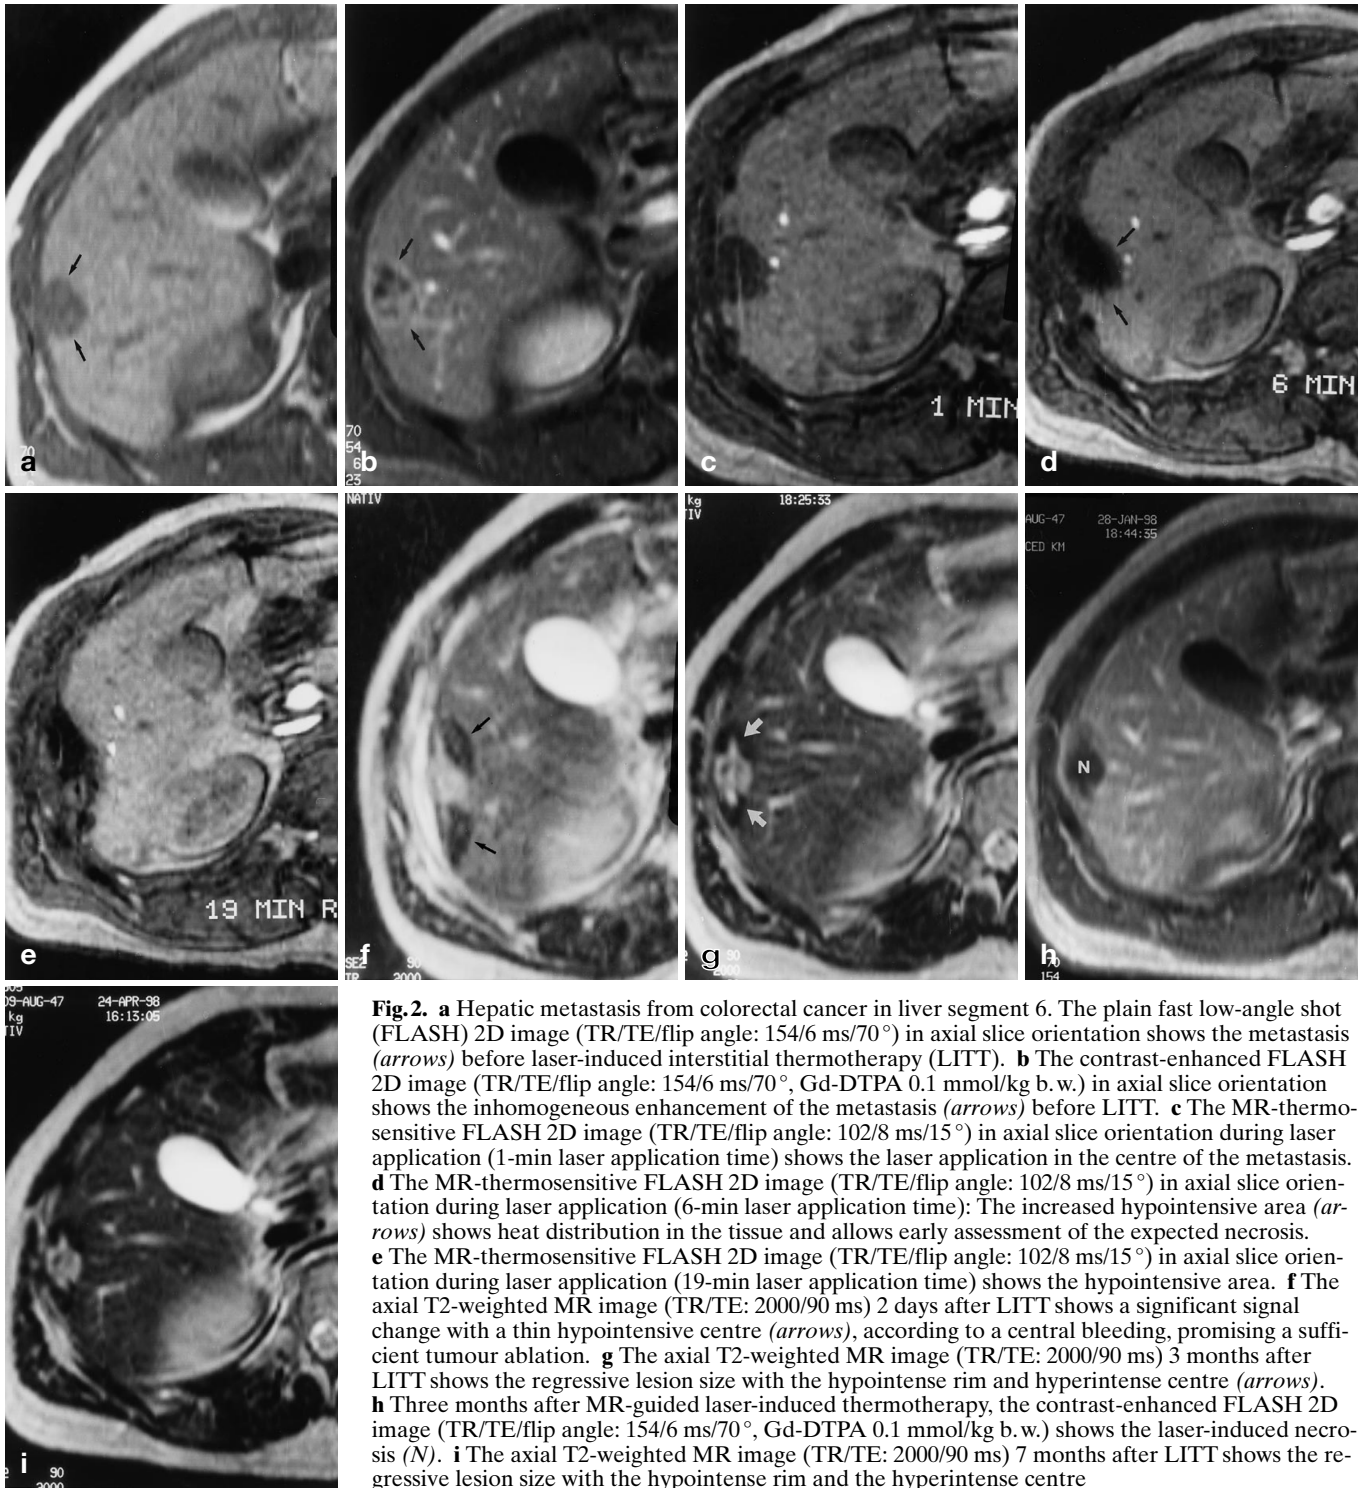 70
a
70
54
6
23
b
c
1 MIN
d
6 MIN
e
19 MIN R
NATIV
f
SE2 90
TR 2000
kg 18:25:33
TIV
g
90
2000
AUG-47 28-JAN-98
18:44:35
CED KM
N
h
70
154
09-AUG-47 24-APR-98
kg 16:13:05
TIV
i
90
2000
Fig. 2. a Hepatic metastasis from colorectal cancer in liver segment 6. The plain fast low-angle shot
(FLASH) 2D image (TR/TE/flip angle: 154/6 ms/70°) in axial slice orientation shows the metastasis
(arrows) before laser-induced interstitial thermotherapy (LITT). b The contrast-enhanced FLASH
2D image (TR/TE/flip angle: 154/6 ms/70°, Gd-DTPA 0.1 mmol/kg b.w.) in axial slice orientation
shows the inhomogeneous enhancement of the metastasis (arrows) before LITT. c The MR-thermo-
sensitive FLASH 2D image (TR/TE/flip angle: 102/8 ms/15°) in axial slice orientation during laser
application (1-min laser application time) shows the laser application in the centre of the metastasis.
d The MR-thermosensitive FLASH 2D image (TR/TE/flip angle: 102/8 ms/15°) in axial slice orien-
tation during laser application (6-min laser application time): The increased hypointensive area (ar-
rows) shows heat distribution in the tissue and allows early assessment of the expected necrosis.
e The MR-thermosensitive FLASH 2D image (TR/TE/flip angle: 102/8 ms/15°) in axial slice orien-
tation during laser application (19-min laser application time) shows the hypointensive area. f The
axial T2-weighted MR image (TR/TE: 2000/90 ms) 2 days after LITT shows a significant signal
change with a thin hypointensive centre (arrows), according to a central bleeding, promising a suffi-
cient tumour ablation. g The axial T2-weighted MR image (TR/TE: 2000/90 ms) 3 months after
LITT shows the regressive lesion size with the hypointense rim and hyperintense centre (arrows).
h Three months after MR-guided laser-induced thermotherapy, the contrast-enhanced FLASH 2D
image (TR/TE/flip angle: 154/6 ms/70°, Gd-DTPA 0.1 mmol/kg b.w.) shows the laser-induced necro-
sis (N). i The axial T2-weighted MR image (TR/TE: 2000/90 ms) 7 months after LITT shows the re-
gressive lesion size with the hypointense rim and the hyperintense centre